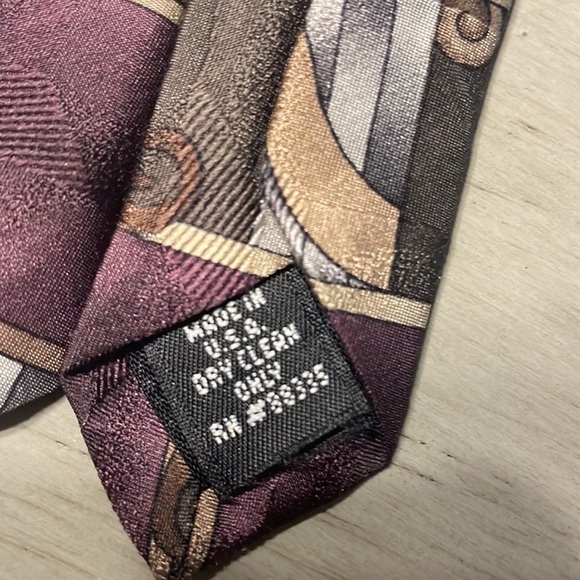 MADE IN
U.S.A.
DRY CLEAN
ONLY
RN #88335